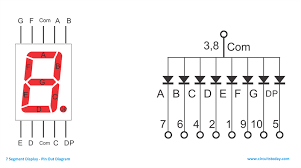 G F Com A B
A
F B
G
E C
D
E D Com C DP
7 Segment Display - Pin Out Diagram
3,8 Com
A B C D E F G DP
7 6 4 2 1 9 10 5
www.circuitstoday.com